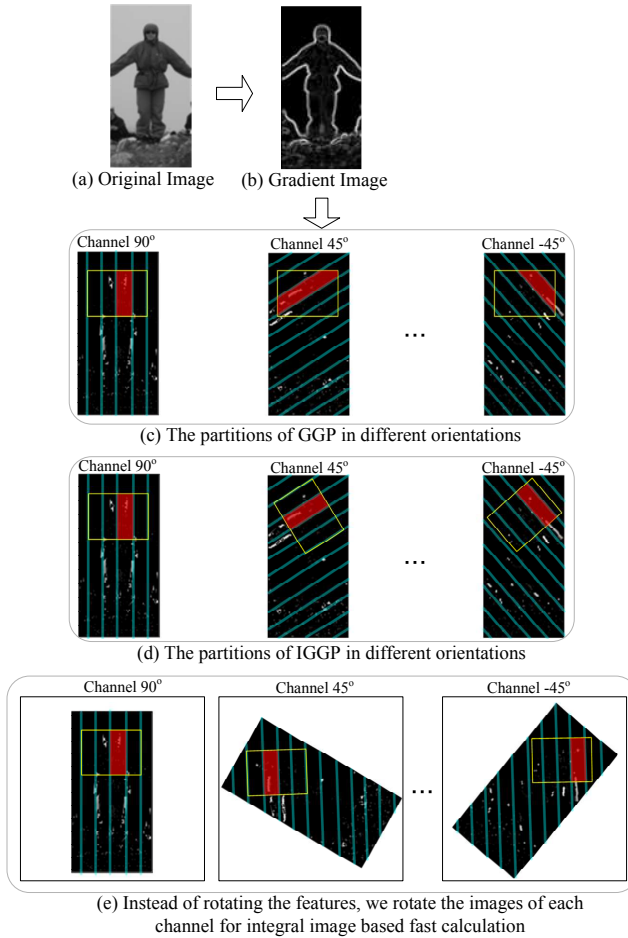 (a) Original Image
(b) Gradient Image
Channel 90°
Channel 45°
Channel -45°
...
(c) The partitions of GGP in different orientations
Channel 90°
Channel 45°
Channel -45°
...
(d) The partitions of IGGP in different orientations
Channel 90°
Channel 45°
Channel -45°
...
(e) Instead of rotating the features, we rotate the images of each
channel for integral image based fast calculation